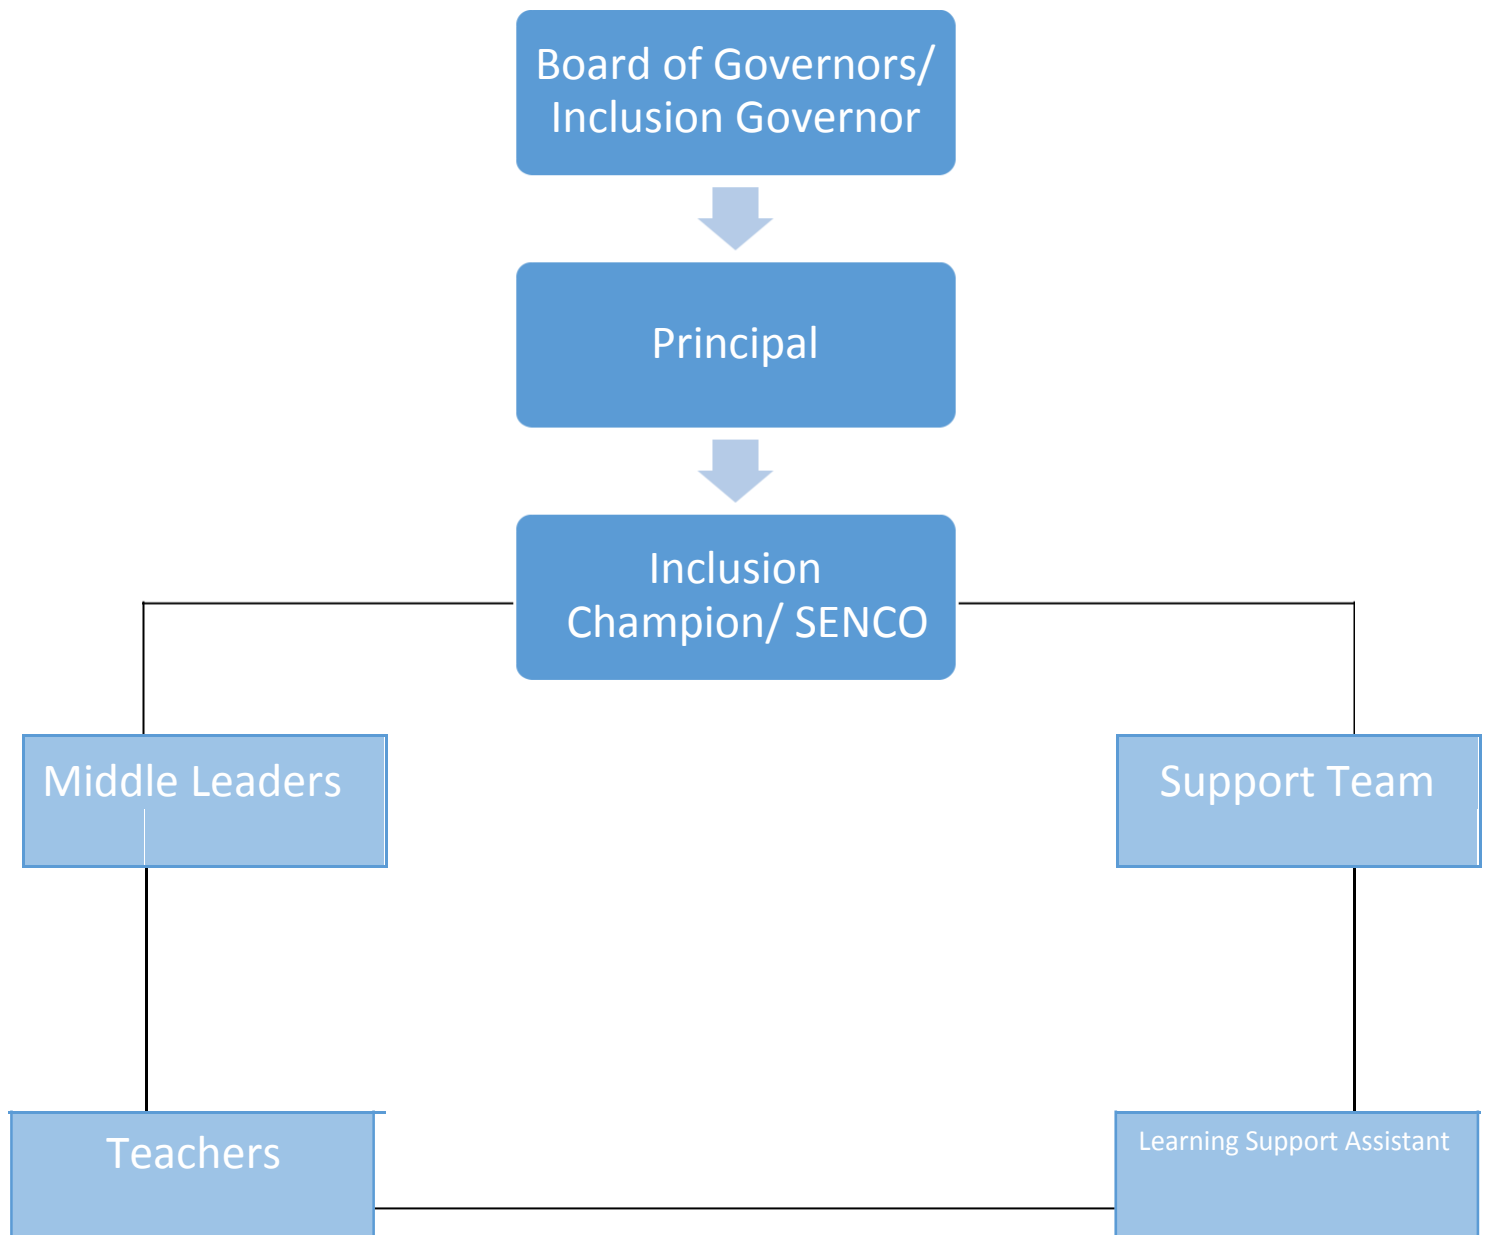 Board of Governors/
Inclusion Governor
Principal
Inclusion
Champion/ SENCO
Middle Leaders
Support Team
Teachers
Learning Support Assistant